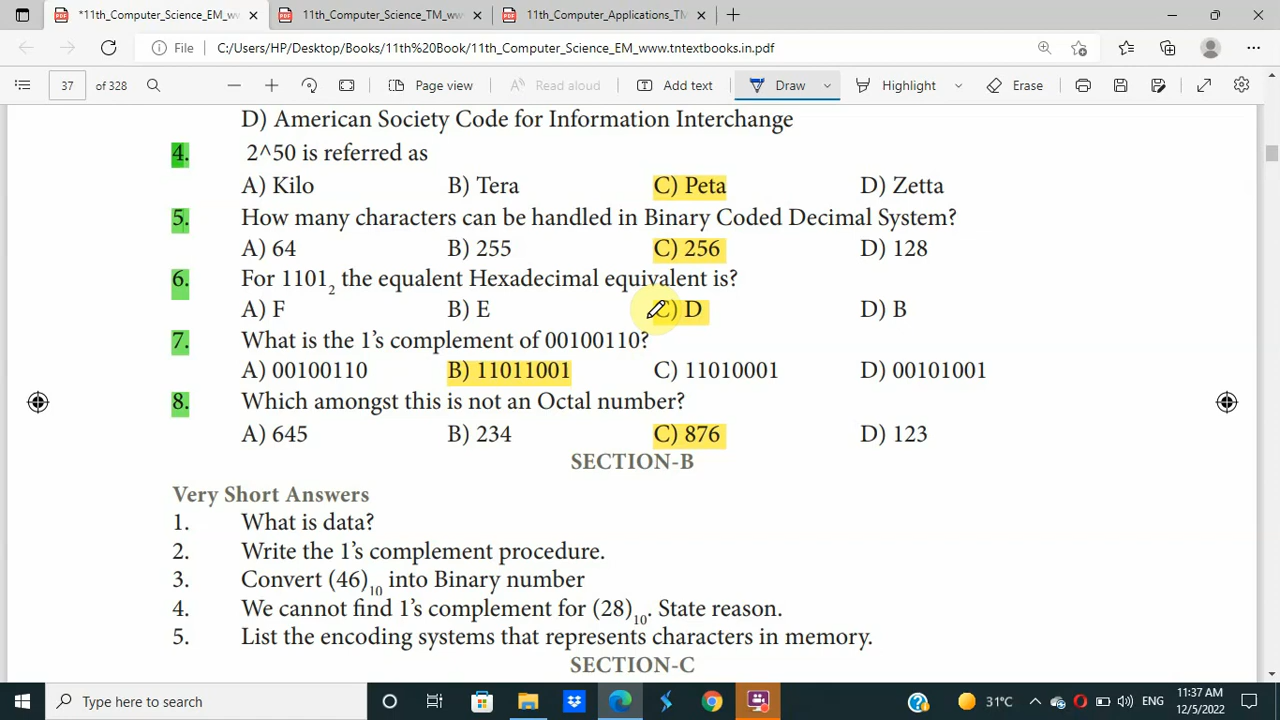 *11th_Computer_Science_EM_ww
11th_Computer_Science_TM_ww
11th_Computer_Applications_TM
File C:/Users/HP/Desktop/Books/11th%20Book/11th_Computer_Science_EM_www.tntextbooks.in.pdf
37 of 328 Page view Read aloud Add text Draw Highlight Erase
D) American Society Code for Information Interchange
4. 2^50 is referred as
A) Kilo B) Tera C) Peta D) Zetta
5. How many characters can be handled in Binary Coded Decimal System?
A) 64 B) 255 C) 256 D) 128
6. For 1101₂ the equalent Hexadecimal equivalent is?
A) F B) E C) D D) B
7. What is the 1’s complement of 00100110?
A) 00100110 B) 11011001 C) 11010001 D) 00101001
8. Which amongst this is not an Octal number?
A) 645 B) 234 C) 876 D) 123
SECTION-B
Very Short Answers
1. What is data?
2. Write the 1’s complement procedure.
3. Convert (46)₁₀ into Binary number
4. We cannot find 1’s complement for (28)₁₀. State reason.
5. List the encoding systems that represents characters in memory.
SECTION-C
Type here to search 31°C ENG 11:37 AM
12/5/2022